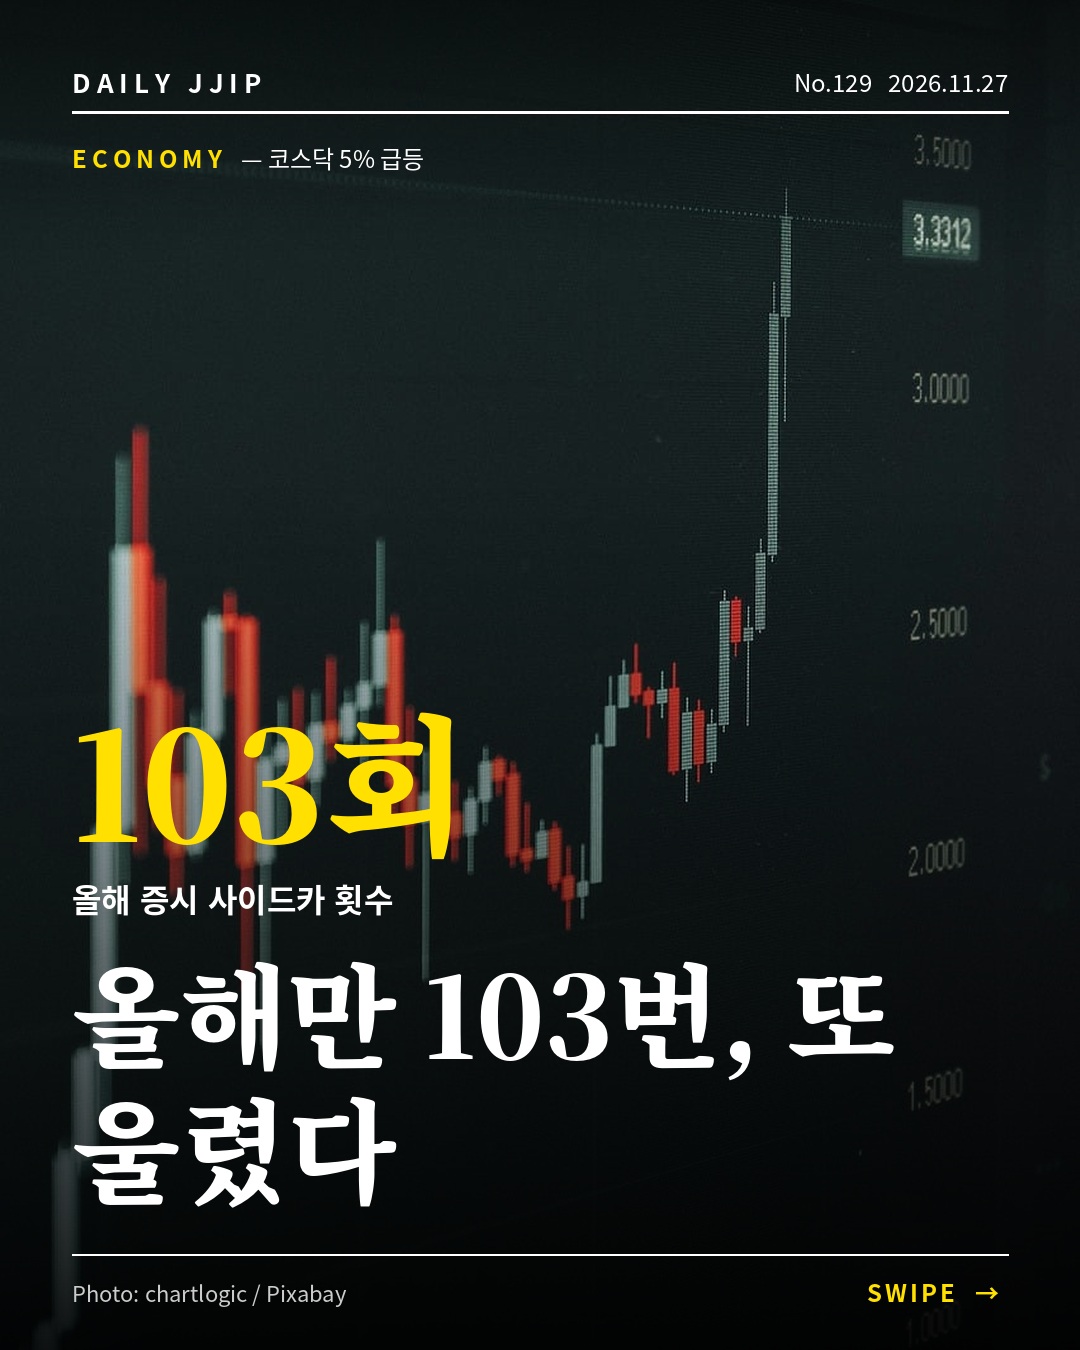 DAILY JJIP
No.129 2026.11.27
ECONOMY — 코스닥 5% 급등
3.5000
3.3312
3.0000
2.5000
103회
$
2.0000
올해 증시 사이드카 횟수
올해만 103번, 또
1.5000
울렸다
Photo: chartlogic / Pixabay
SWIPE →
1.0000